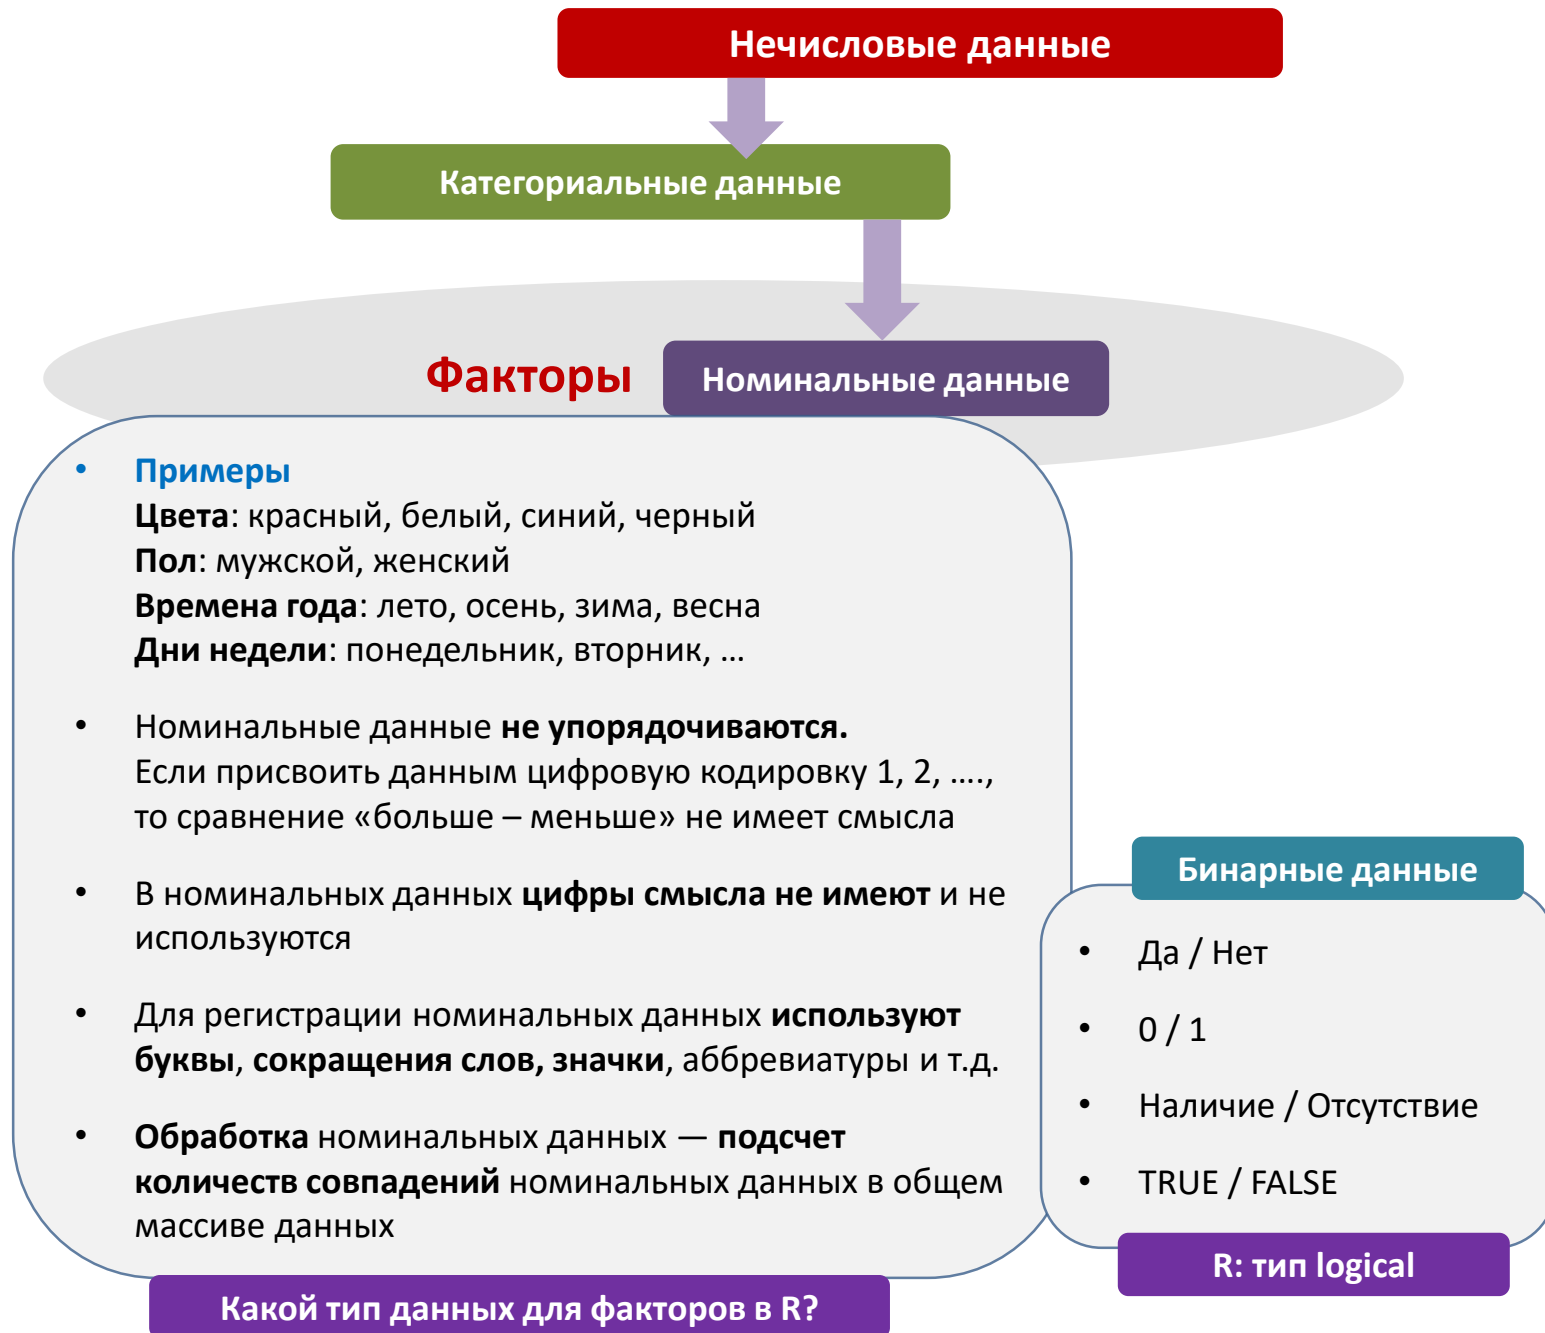 Нечисловые данные
Категориальные данные
Факторы
Номинальные данные
• Примеры
Цвета: красный, белый, синий, черный
Пол: мужской, женский
Времена года: лето, осень, зима, весна
Дни недели: понедельник, вторник, ...
• Номинальные данные не упорядочиваются.
Если присвоить данным цифровую кодировку 1, 2, ....,
то сравнение «больше – меньше» не имеет смысла
• В номинальных данных цифры смысла не имеют и не
используются
• Для регистрации номинальных данных используют
буквы, сокращения слов, значки, аббревиатуры и т.д.
• Обработка номинальных данных — подсчет
количеств совпадений номинальных данных в общем
массиве данных
Какой тип данных для факторов в R?
Бинарные данные
• Да / Нет
• 0 / 1
• Наличие / Отсутствие
• TRUE / FALSE
R: тип logical